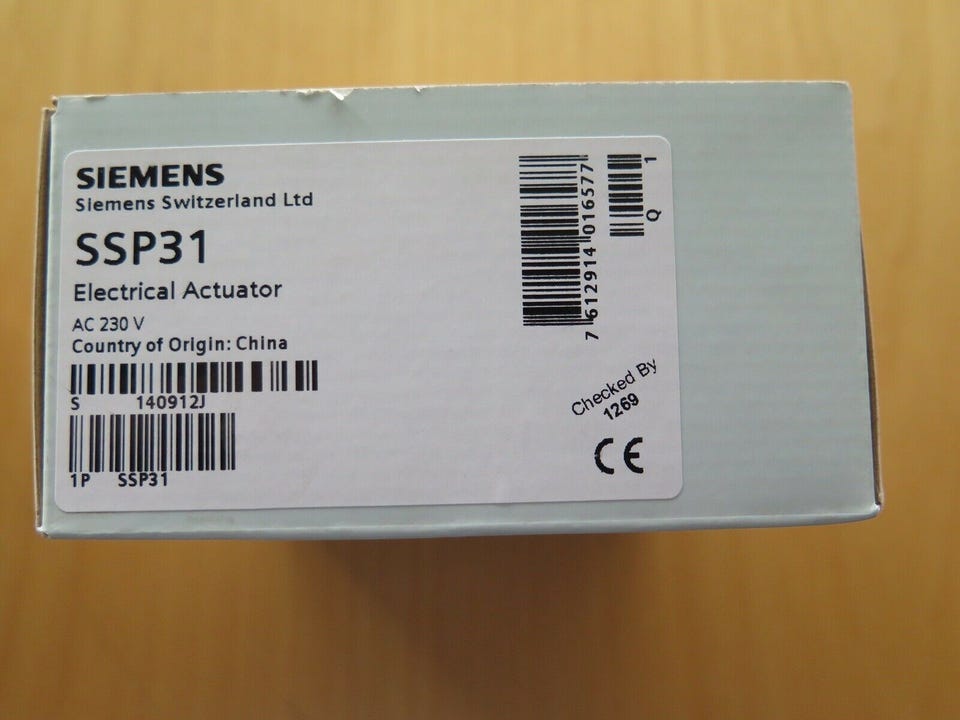 SIEMENS
Siemens Switzerland Ltd
SSP31
Electrical Actuator
AC 230 V
Country of Origin: China
S 140912J
1P SSP31
7 612914 016577
Q 1
Checked By
1269
CE